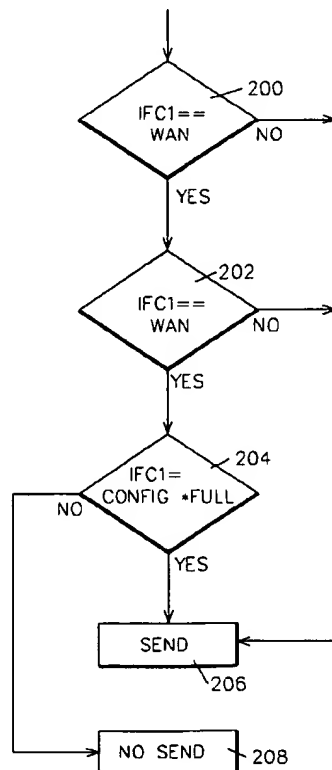 200
IFC1==
WAN
NO
YES
202
IFC1==
WAN
NO
YES
204
IFC1=
CONFIG *FULL
NO
YES
SEND
206
NO SEND
208